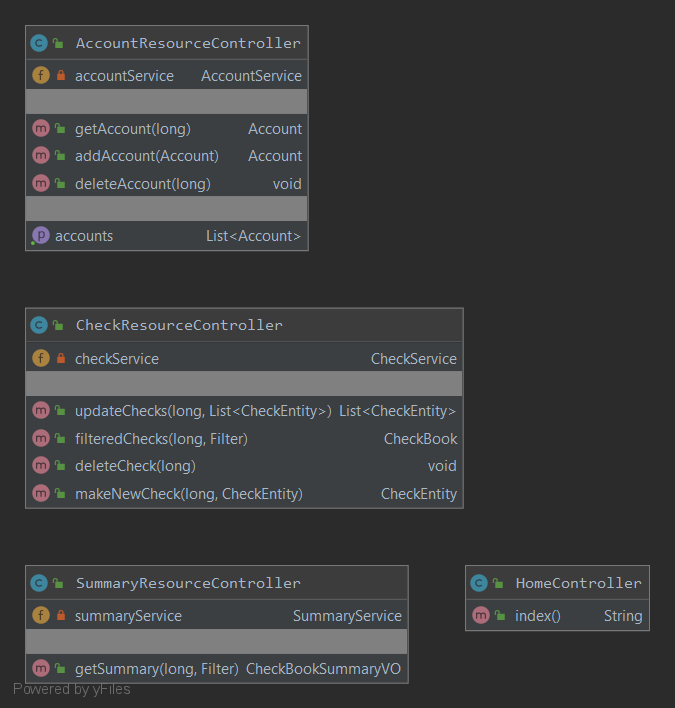 AccountResourceController
accountService AccountService
getAccount(long) Account
addAccount(Account) Account
deleteAccount(long) void
accounts List<Account>
CheckResourceController
checkService CheckService
updateChecks(long, List<CheckEntity>) List<CheckEntity>
filteredChecks(long, Filter) CheckBook
deleteCheck(long) void
makeNewCheck(long, CheckEntity) CheckEntity
SummaryResourceController
summaryService SummaryService
getSummary(long, Filter) CheckBookSummaryVO
HomeController
index() String
Powered by yFiles